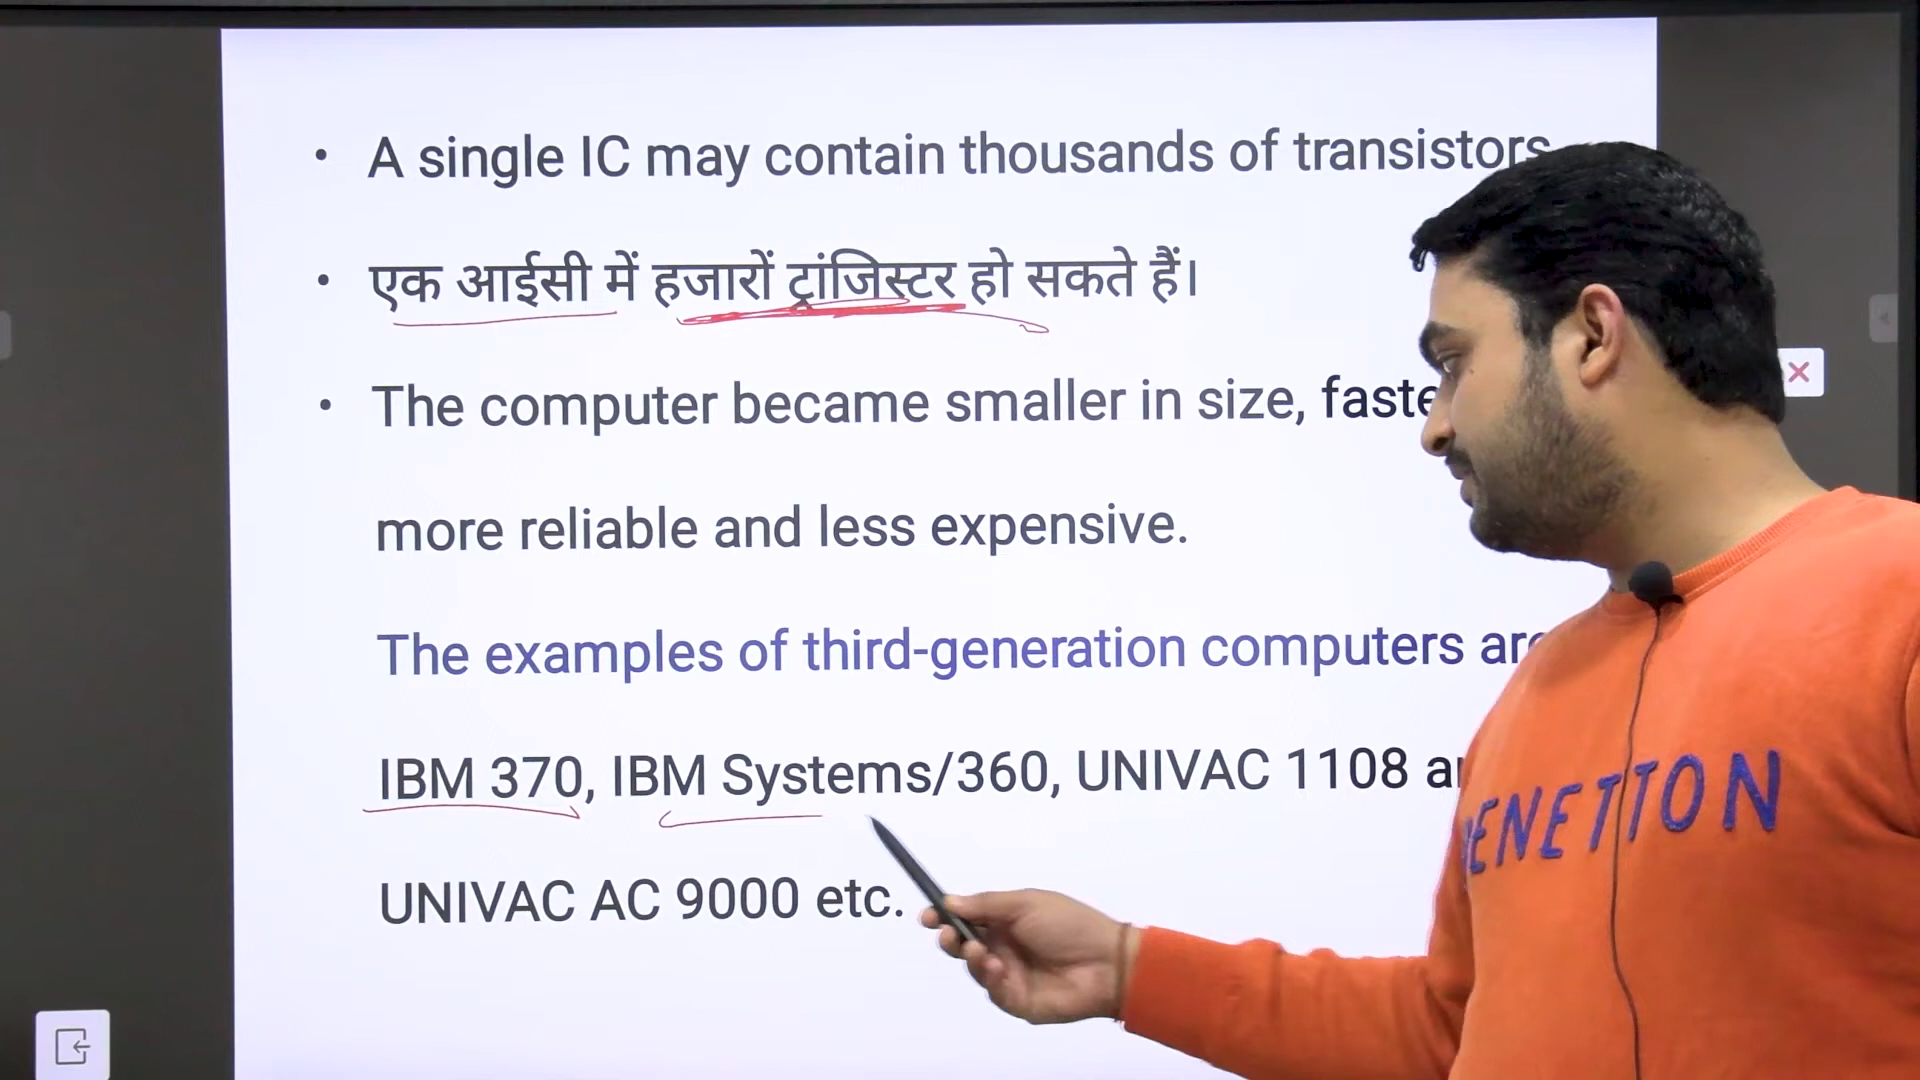 • A single IC may contain thousands of transistors
• एक आईसी में हजारों ट्रांजिस्टर हो सकते हैं।
• The computer became smaller in size,
more reliable and less expensive.
The examples of third-generation computers are
IBM 370, IBM Systems/360, UNIVAC 1108
UNIVAC AC 9000 etc.
ENETTON